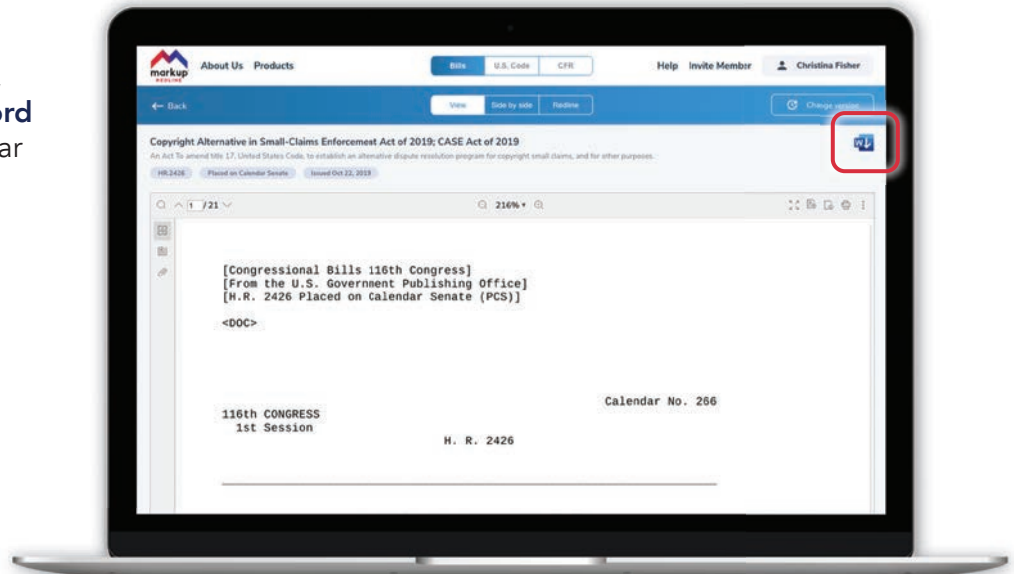 ord
ar
markup
REDLINE
About Us Products
Bills U.S. Code CFR
Help Invite Member Christina Fisher
← Back
View Side by side Redline
Change version
Copyright Alternative in Small-Claims Enforcement Act of 2019; CASE Act of 2019
An Act To amend title 17, United States Code, to establish an alternative dispute resolution program for copyright small claims, and for other purposes.
HR.2426 Placed on Calendar Senate Issued Oct 22, 2019
1 /21 216%
[Congressional Bills 116th Congress]
[From the U.S. Government Publishing Office]
[H.R. 2426 Placed on Calendar Senate (PCS)]
<DOC>
Calendar No. 266
116th CONGRESS
1st Session
H. R. 2426